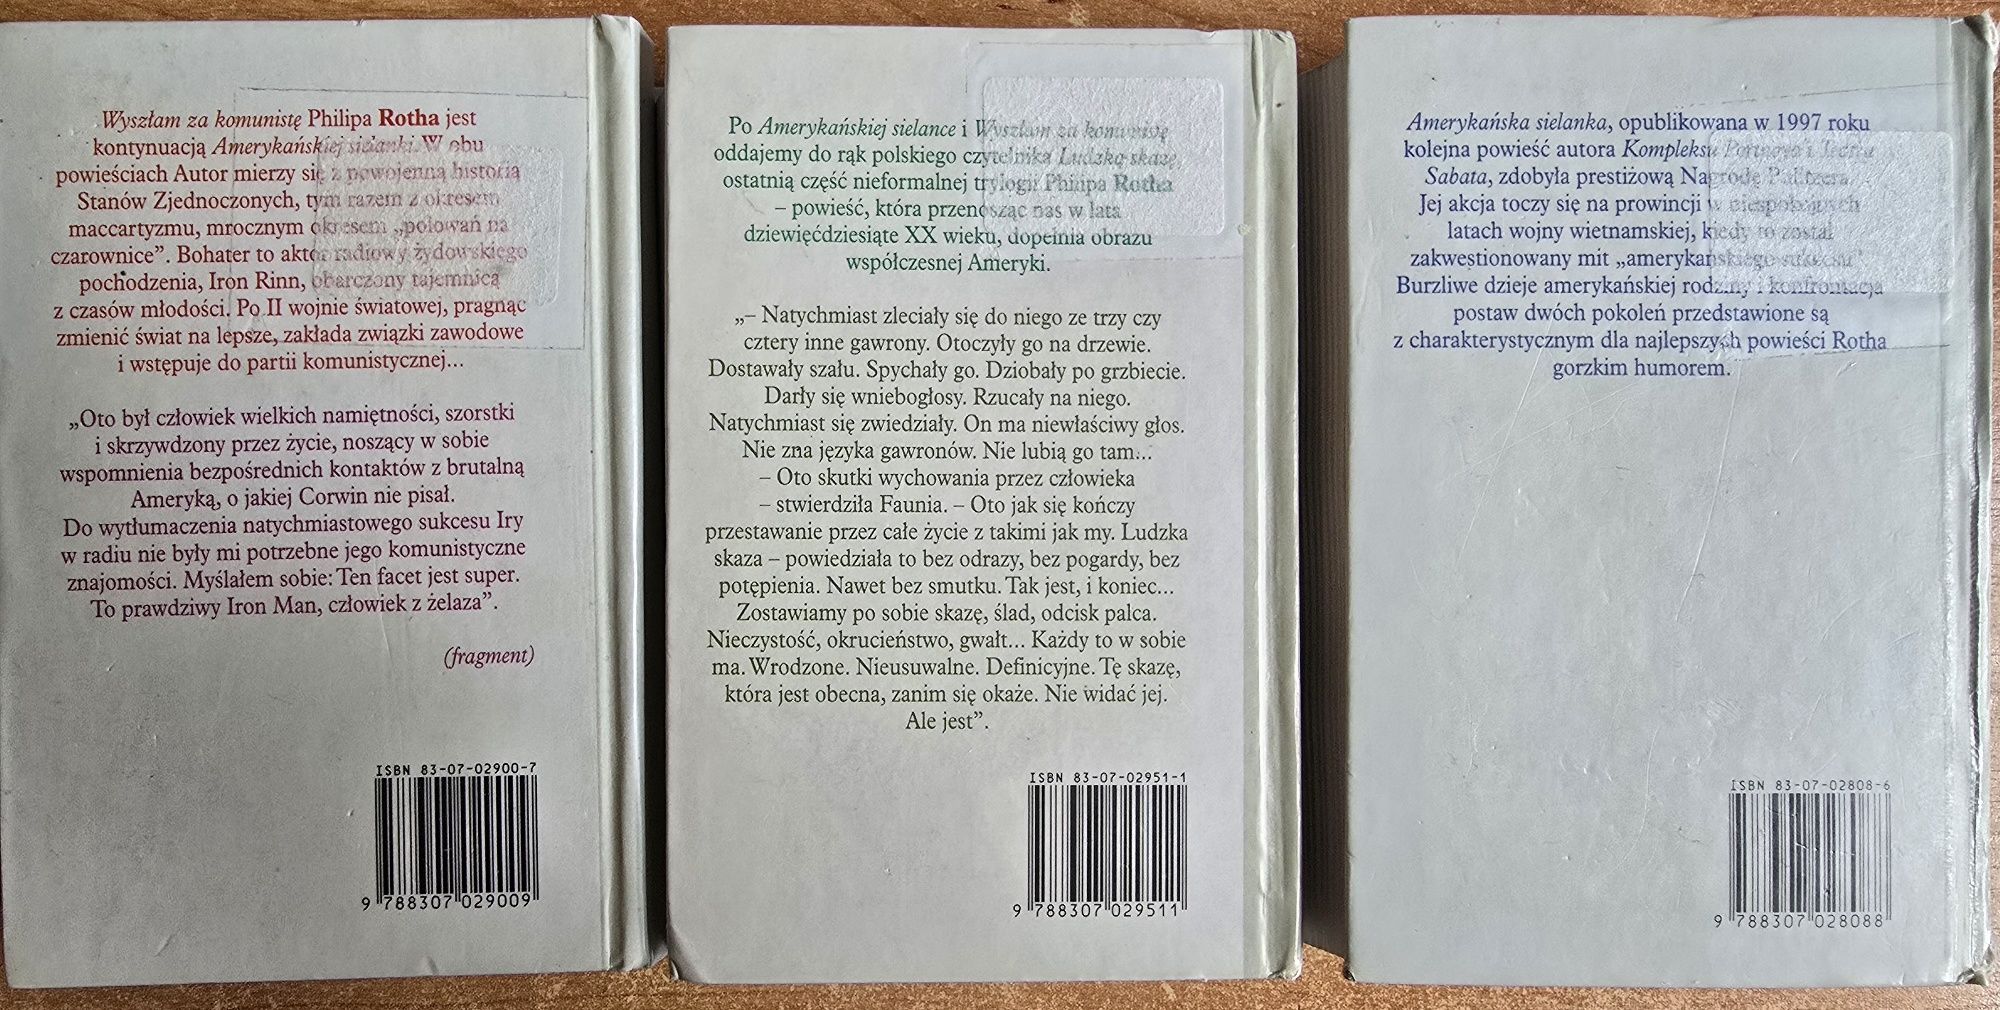 Wyszłam za komunistę Philipa Rotha jest
kontynuacją Amerykańskiej sielanki. W obu
powieściach Autor mierzy się z powojenną historią
Stanów Zjednoczonych, tym razem z okresem
maccartyzmu, mrocznym okresem „polowań na
czarownice”. Bohater to aktor radiowy żydowskiego
pochodzenia, Iron Rinn, obarczony tajemnicą
z czasów młodości. Po II wojnie światowej, pragnąc
zmienić świat na lepsze, zakłada związki zawodowe
i wstępuje do partii komunistycznej...
„Oto był człowiek wielkich namiętności, szorstki
i skrzywdzony przez życie, noszący w sobie
wspomnienia bezpośrednich kontaktów z brutalną
Ameryką, o jakiej Corwin nie pisał.
Do wytłumaczenia natychmiastowego sukcesu Iry
w radiu nie były mi potrzebne jego komunistyczne
znajomości. Myślałem sobie: Ten facet jest super.
To prawdziwy Iron Man, człowiek z żelaza”.
(fragment)
ISBN 83-07-02900-7
9 788307 029009
Po Amerykańskiej sielance i Wyszłam za komunistę
oddajemy do rąk polskiego czytelnika Ludzką skazę,
ostatnią część nieformalnej trylogii Philipa Rotha
– powieść, która przenosząc nas w lata
dziewięćdziesiąte XX wieku, dopełnia obrazu
współczesnej Ameryki.
„– Natychmiast zleciały się do niego ze trzy czy
cztery inne gawrony. Otoczyły go na drzewie.
Dostawały szału. Spychały go. Dziobały po grzbiecie.
Darły się wniebogłosy. Rzucały na niego.
Natychmiast się zwiedziały. On ma niewłaściwy głos.
Nie zna języka gawronów. Nie lubią go tam...
– Oto skutki wychowania przez człowieka
– stwierdziła Faunia. – Oto jak się kończy
przestawanie przez całe życie z takimi jak my. Ludzka
skaza – powiedziała to bez odrazy, bez pogardy, bez
potępienia. Nawet bez smutku. Tak jest, i koniec...
Zostawiamy po sobie skazę, ślad, odcisk palca.
Nieczystość, okrucieństwo, gwałt... Każdy to w sobie
ma. Wrodzone. Nieusuwalne. Definicyjne. Tę skazę,
która jest obecna, zanim się okaże. Nie widać jej.
Ale jest”.
ISBN 83-07-02951-1
9 788307 029511
Amerykańska sielanka, opublikowana w 1997 roku
kolejna powieść autora Kompleksu Portnoya i Teatru
Sabata, zdobyła prestiżową Nagrodę Pulitzera.
Jej akcja toczy się na prowincji w niespokojnych
latach wojny wietnamskiej, kiedy to został
zakwestionowany mit „amerykańskiego sukcesu”.
Burzliwe dzieje amerykańskiej rodziny i konfrontacja
postaw dwóch pokoleń przedstawione są
z charakterystycznym dla najlepszych powieści Rotha
gorzkim humorem.
ISBN 83-07-02808-6
9 788307 028088